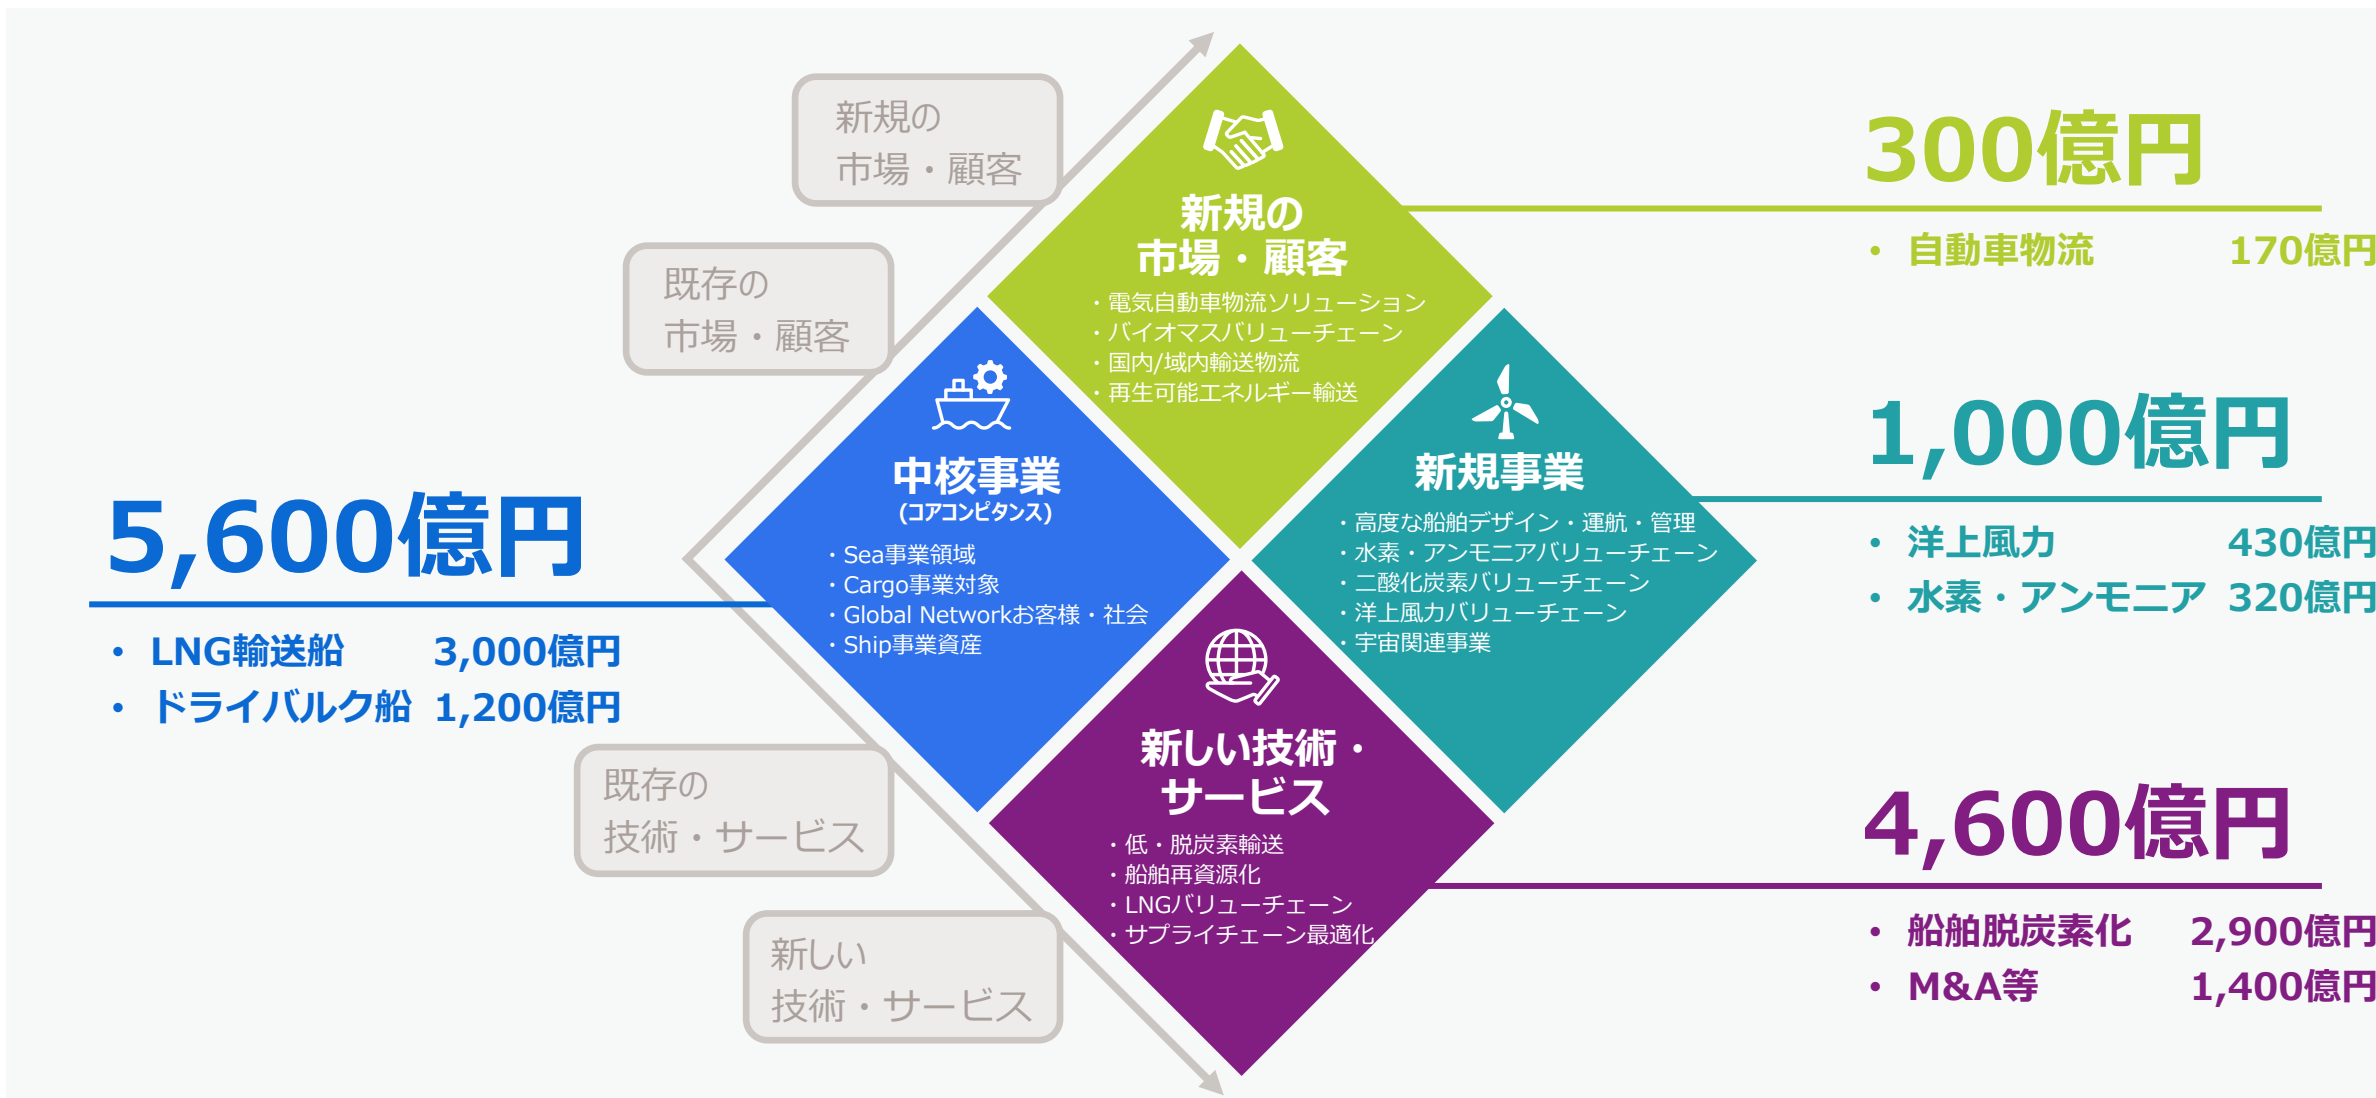 新規の
市場・顧客
既存の
市場・顧客
5,600億円
・ LNG輸送船 3,000億円
・ ドライバルク船 1,200億円
既存の
技術・サービス
新しい
技術・サービス
新規の
市場・顧客
・電気自動車物流ソリューション
・バイオマスバリューチェーン
・国内/域内輸送物流
・再生可能エネルギー輸送
中核事業
(コアコンピタンス)
・Sea事業領域
・Cargo事業対象
・Global Networkお客様・社会
・Ship事業資産
新規事業
・高度な船舶デザイン・運航・管理
・水素・アンモニアバリューチェーン
・二酸化炭素バリューチェーン
・洋上風力バリューチェーン
・宇宙関連事業
新しい技術・
サービス
・低・脱炭素輸送
・船舶再資源化
・LNGバリューチェーン
・サプライチェーン最適化
300億円
・ 自動車物流 170億円
1,000億円
・ 洋上風力 430億円
・ 水素・アンモニア 320億円
4,600億円
・ 船舶脱炭素化 2,900億円
・ M&A等 1,400億円